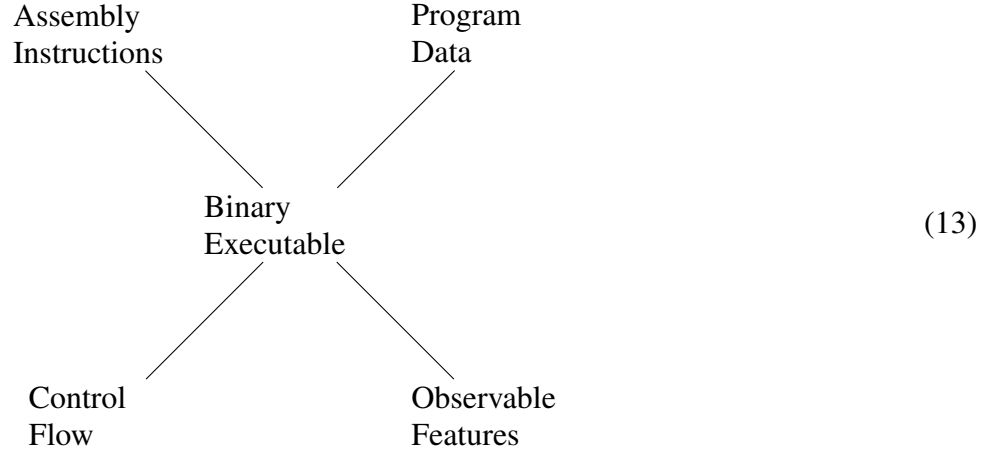 Assembly
Instructions
Program
Data
Binary
Executable
(13)
Control
Flow
Observable
Features